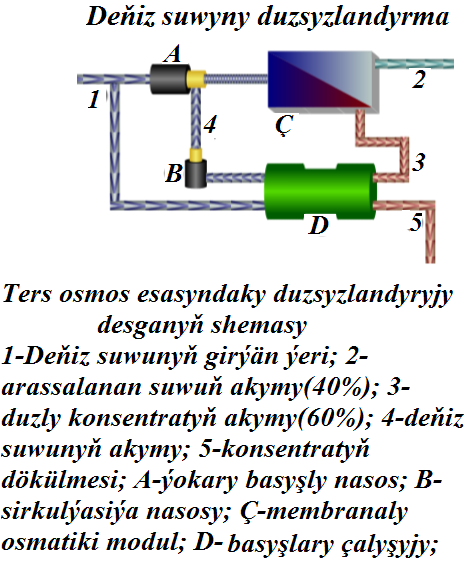 Deňiz suwyny duzsyzlandyrma
A
1
2
4
Ç
B
3
D
5
Ters osmos esasyndaky duzsyzlandyryjy
desganyň shemasy
1-Deňiz suwunyň girýän ýeri; 2-
arassalanan suwuň akymy(40%); 3-
duzly konsentratyň akymy(60%); 4-deňiz
suwunyň akymy; 5-konsentratyň
dökülmesi; A-ýokary basyşly nasos; B-
sirkulýasiýa nasosy; Ç-membranaly
osmatiki modul; D- basyşlary çalyşyjy;